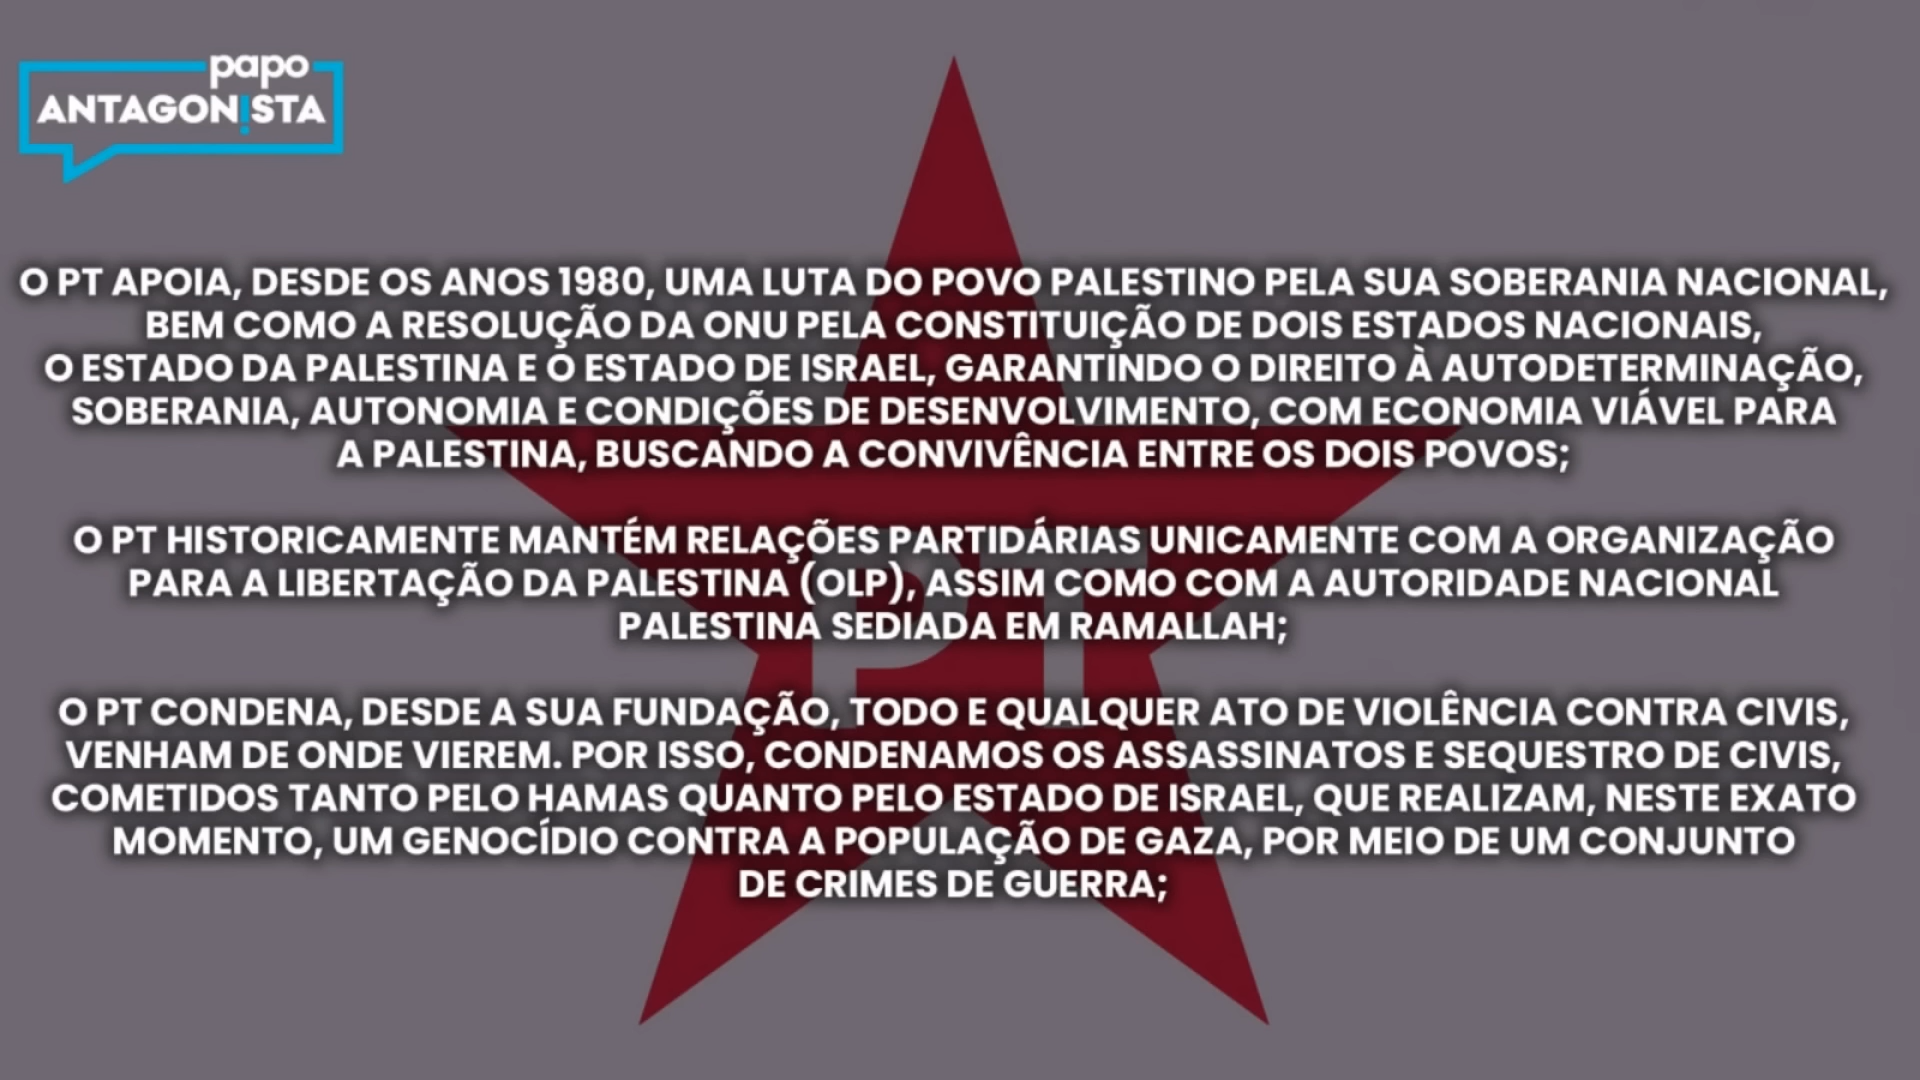 papo
ANTAGON!STA
O PT APOIA, DESDE OS ANOS 1980, UMA LUTA DO POVO PALESTINO PELA SUA SOBERANIA NACIONAL,
BEM COMO A RESOLUÇÃO DA ONU PELA CONSTITUIÇÃO DE DOIS ESTADOS NACIONAIS,
O ESTADO DA PALESTINA E O ESTADO DE ISRAEL, GARANTINDO O DIREITO À AUTODETERMINAÇÃO,
SOBERANIA, AUTONOMIA E CONDIÇÕES DE DESENVOLVIMENTO, COM ECONOMIA VIÁVEL PARA
A PALESTINA, BUSCANDO A CONVIVÊNCIA ENTRE OS DOIS POVOS;
O PT HISTORICAMENTE MANTÉM RELAÇÕES PARTIDÁRIAS UNICAMENTE COM A ORGANIZAÇÃO
PARA A LIBERTAÇÃO DA PALESTINA (OLP), ASSIM COMO COM A AUTORIDADE NACIONAL
PALESTINA SEDIADA EM RAMALLAH;
PT
O PT CONDENA, DESDE A SUA FUNDAÇÃO, TODO E QUALQUER ATO DE VIOLÊNCIA CONTRA CIVIS,
VENHAM DE ONDE VIEREM. POR ISSO, CONDENAMOS OS ASSASSINATOS E SEQUESTRO DE CIVIS,
COMETIDOS TANTO PELO HAMAS QUANTO PELO ESTADO DE ISRAEL, QUE REALIZAM, NESTE EXATO
MOMENTO, UM GENOCÍDIO CONTRA A POPULAÇÃO DE GAZA, POR MEIO DE UM CONJUNTO
DE CRIMES DE GUERRA;